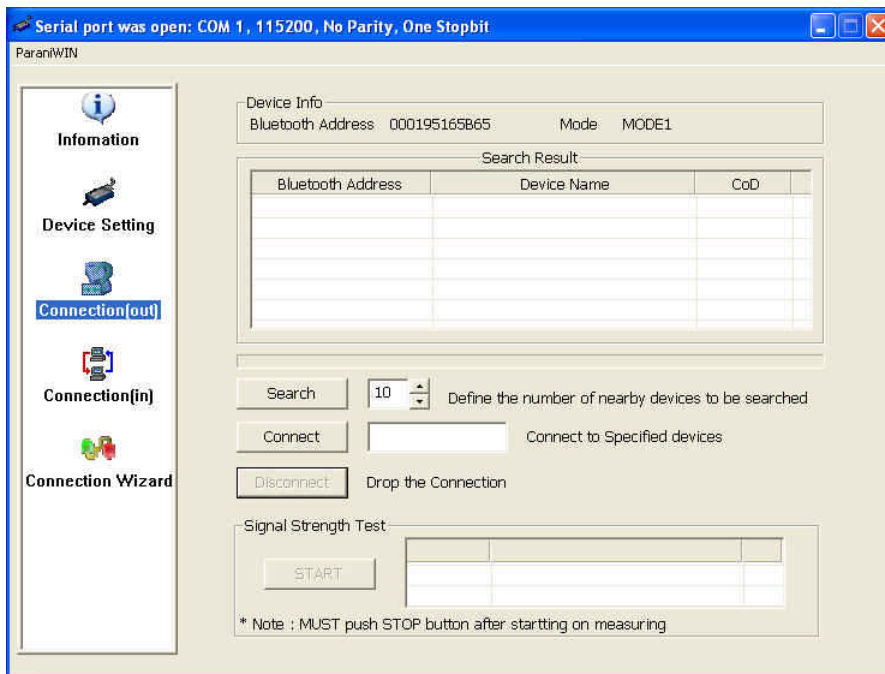 Serial port was open: COM 1, 115200, No Parity, One Stopbit
ParaniWIN
Infomation
Device Setting
Connection(out)
Connection(in)
Connection Wizard
Device Info
Bluetooth Address 000195165B65 Mode MODE1
Search Result
Bluetooth Address Device Name CoD
Search 10 Define the number of nearby devices to be searched
Connect Connect to Specified devices
Disconnect Drop the Connection
Signal Strength Test
START
* Note : MUST push STOP button after startting on measuring